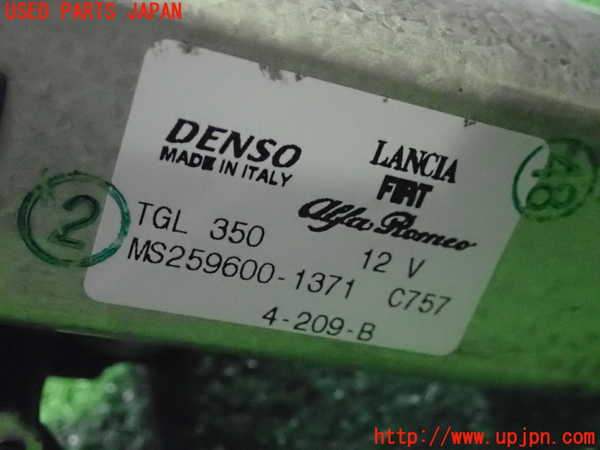 USED PARTS JAPAN
DENSO
MADE IN ITALY
LANCIA
FIAT
Alfa Romeo
TGL 350
12 V
MS259600-1371
C757
4-209-B
2
48
http://www.upjpn.com/